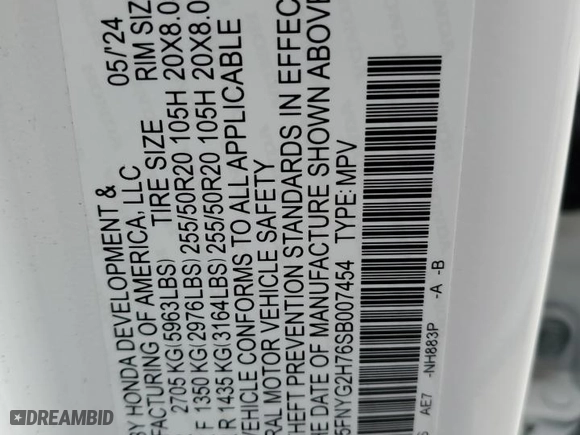 BY HONDA DEVELOPMENT & 05/'24
FACTURING OF AMERICA, LLC
2705 KG(5963LBS) TIRE SIZE RIM SIZ
F 1350 KG(2976LBS) 255/50R20 105H 20X8.0
R 1435 KG(3164LBS) 255/50R20 105H 20X8.0
VEHICLE CONFORMS TO ALL APPLICABLE
RAL MOTOR VEHICLE SAFETY
THEFT PREVENTION STANDARDS IN EFFEC
DATE OF MANUFACTURE SHOWN ABOVE
5FNYG2H76SB007454 TYPE: MPV
AE7 -NH883P -A -B
DREAMBID